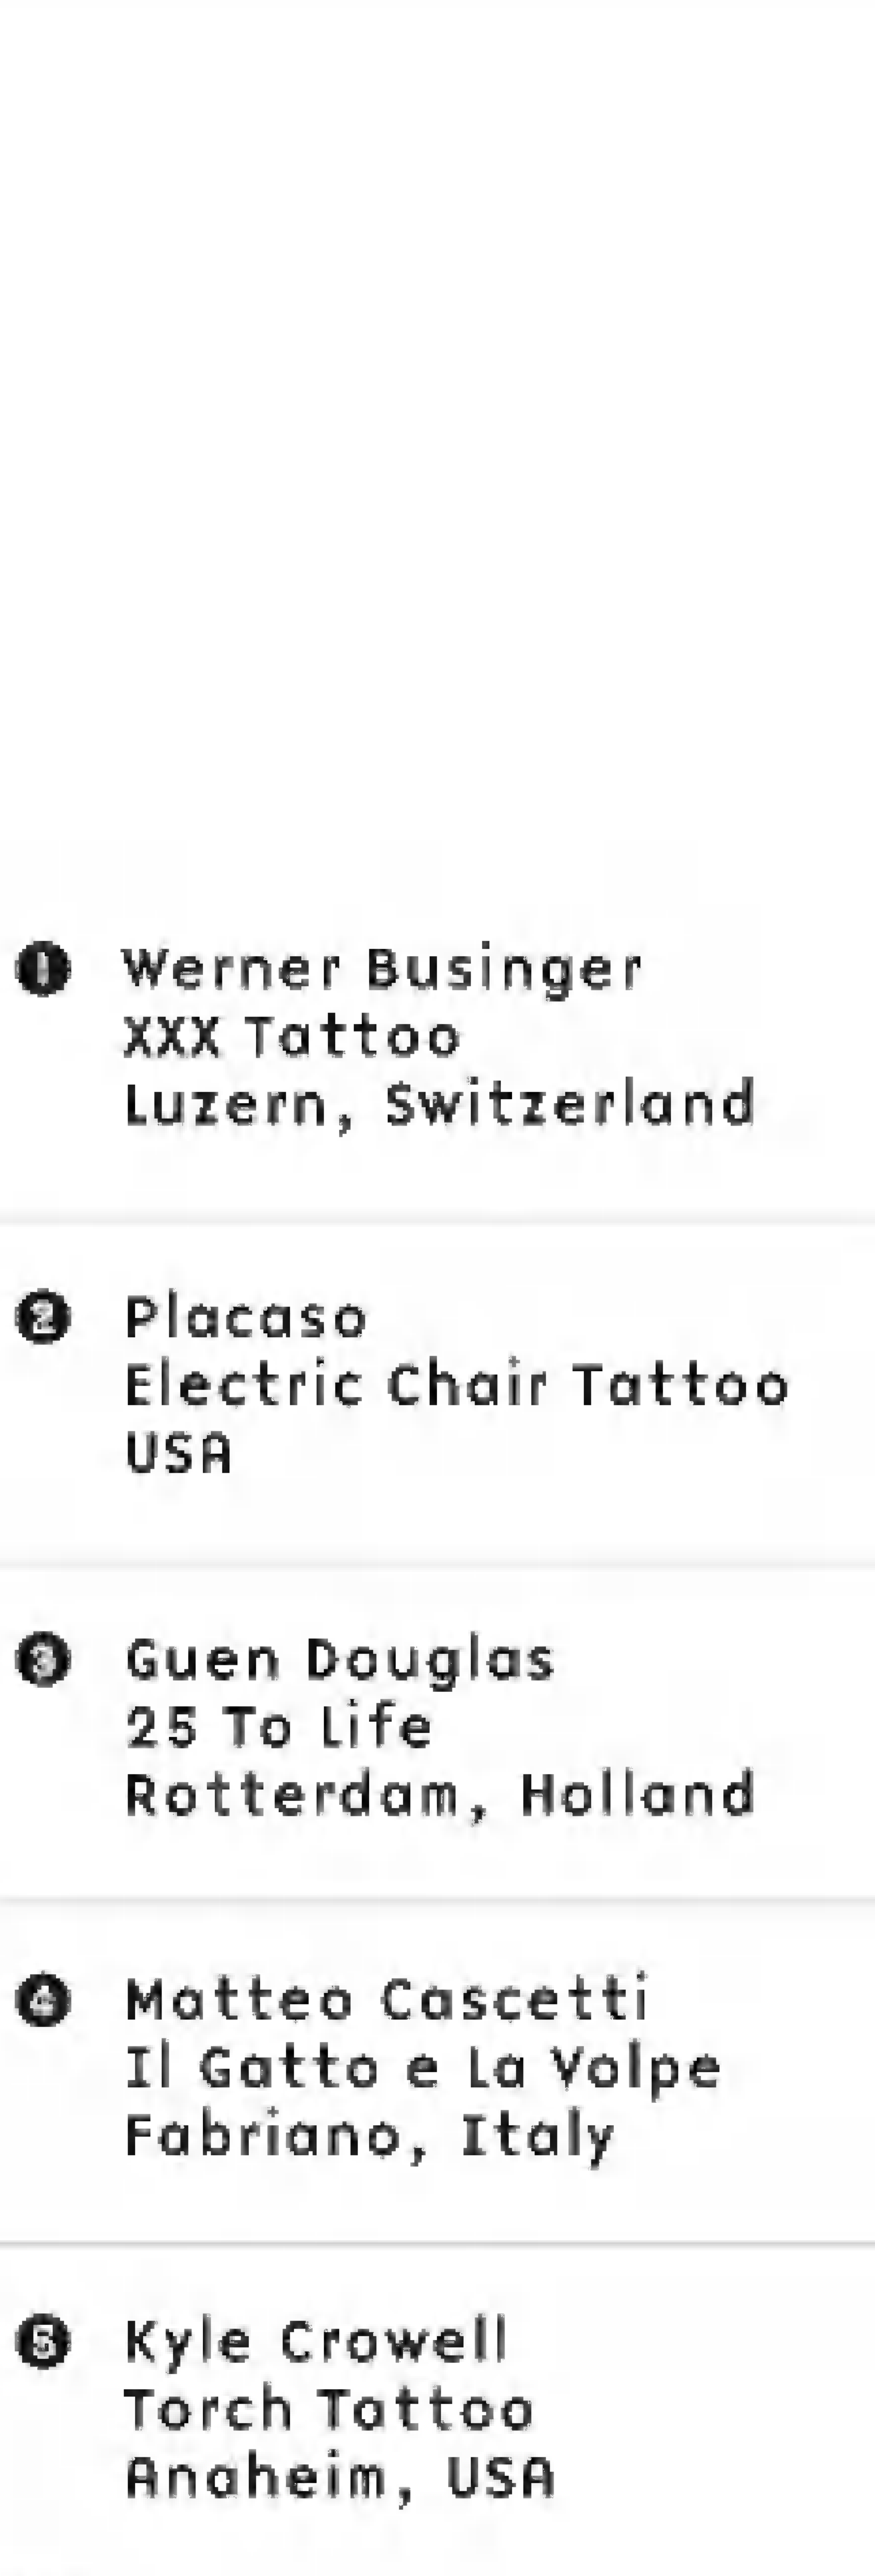 1 Werner Businger
XXX Tattoo
Luzern, Switzerland
2 Placaso
Electric Chair Tattoo
USA
3 Guen Douglas
25 To Life
Rotterdam, Holland
4 Matteo Cascetti
Il Gatto e La Volpe
Fabriano, Italy
5 Kyle Crowell
Torch Tattoo
Anaheim, USA